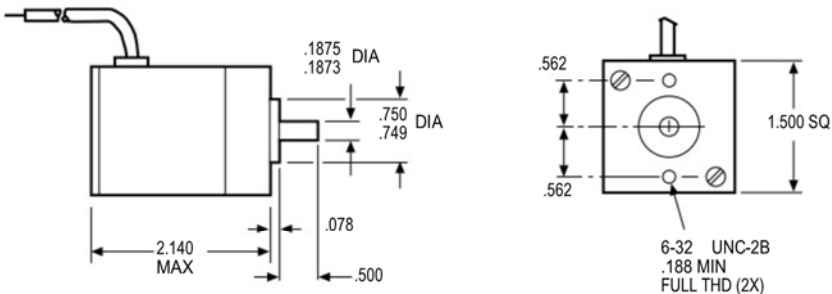 .1875
.1873
DIA
.750
.749
DIA
.078
2.140
MAX
.500
.562
.562
1.500 SQ
6-32 UNC-2B
.188 MIN
FULL THD (2X)